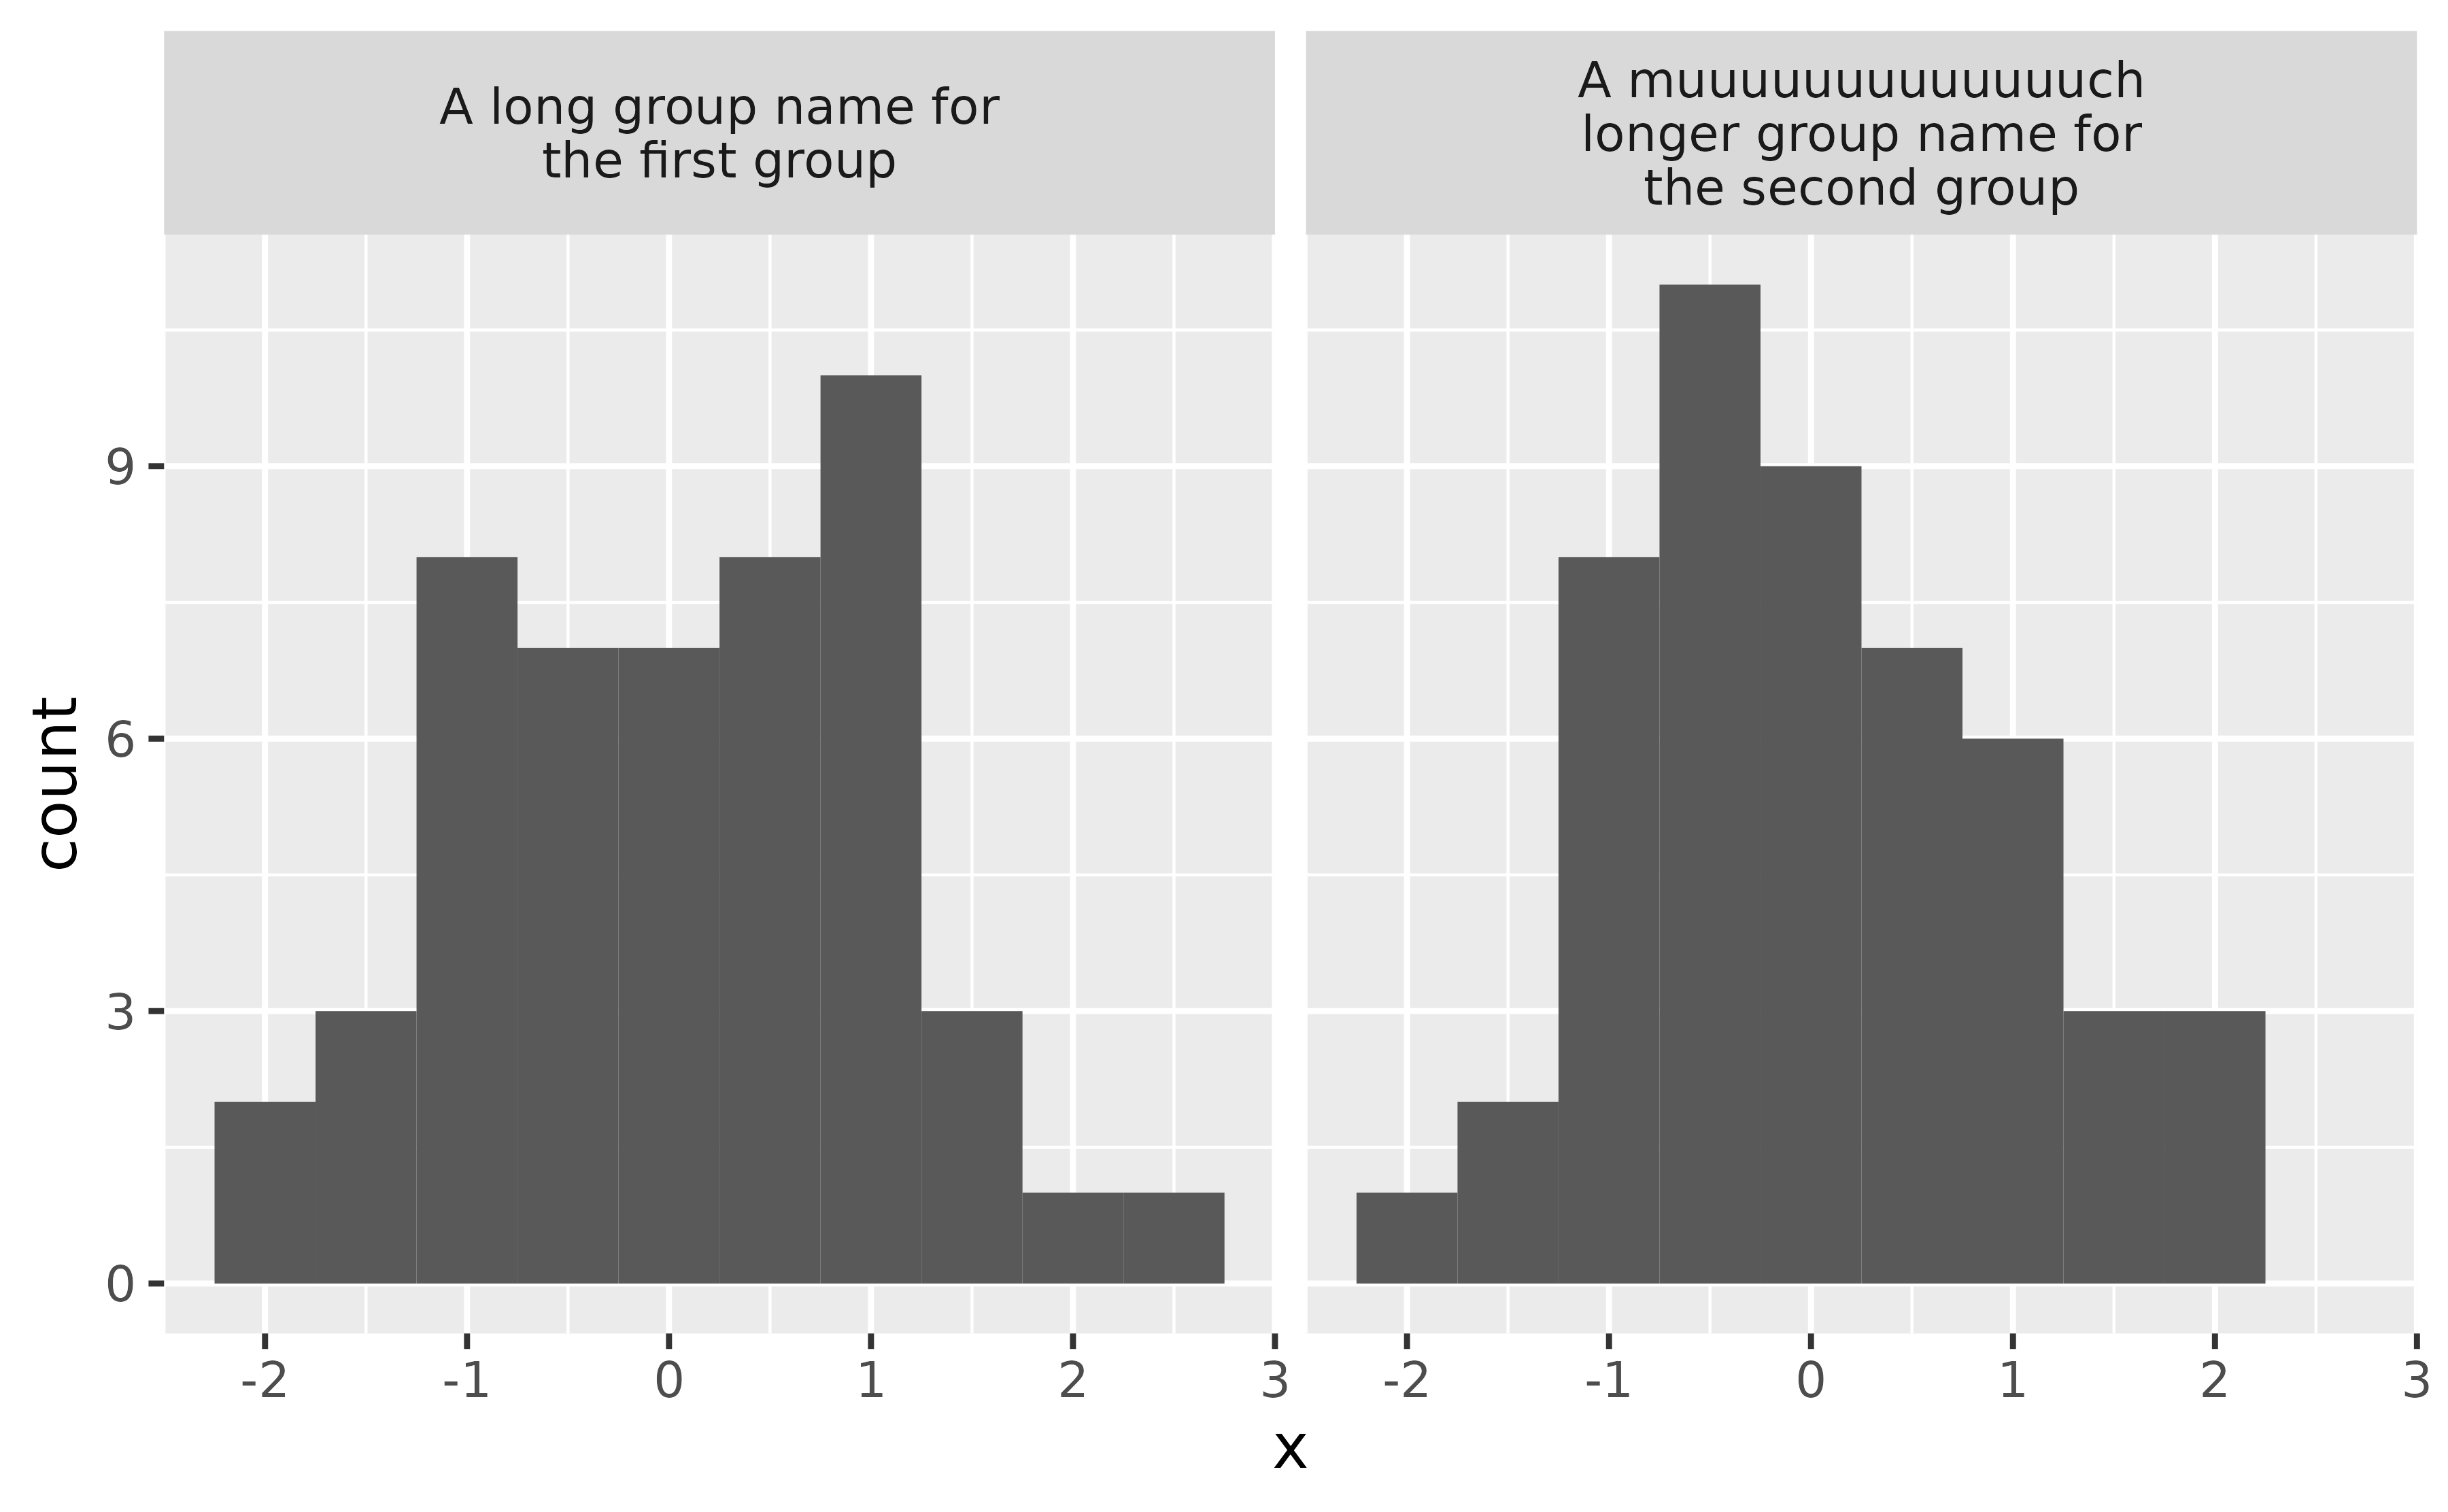 A long group name for
the first group
A muuuuuuuuuuuuuch
longer group name for
the second group
count
9
6
3
0
-2 -1 0 1 2 3 -2 -1 0 1 2 3
x